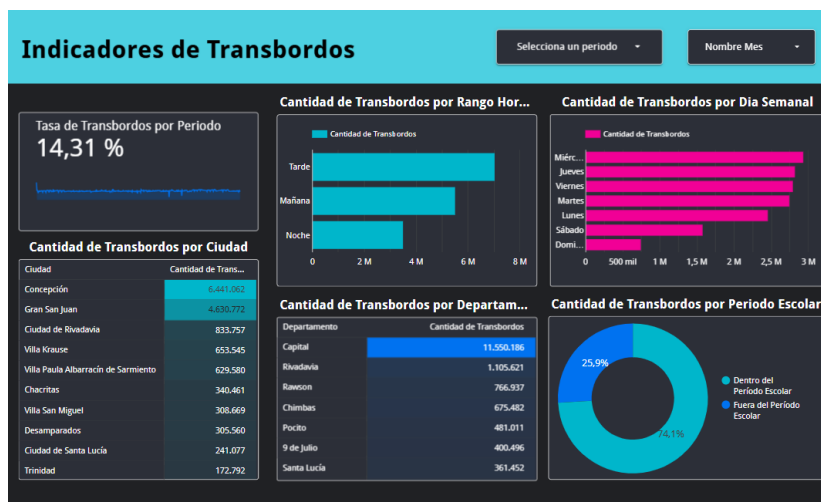 Indicadores de Transbordos
Selecciona un periodo
Nombre Mes
Tasa de Transbordos por Periodo
14,31 %
Cantidad de Transbordos por Rango Hor...
Cantidad de Transbordos
Tarde
Mañana
Noche
0 2 M 4 M 6 M 8 M
Cantidad de Transbordos por Dia Semanal
Cantidad de Transbordos
Miérc...
Jueves
Viernes
Martes
Lunes
Sábado
Domi...
0 500 mil 1 M 1,5 M 2 M 2,5 M 3 M
Cantidad de Transbordos por Ciudad
Ciudad Cantidad de Trans...
Concepción 6.441.062
Gran San Juan 4.630.772
Ciudad de Rivadavia 833.757
Villa Krause 653.545
Villa Paula Albarracín de Sarmiento 629.580
Chacritas 340.461
Villa San Miguel 308.669
Desamparados 305.560
Ciudad de Santa Lucía 241.077
Trinidad 172.792
Cantidad de Transbordos por Departam...
Departamento Cantidad de Transbordos
Capital 11.550.186
Rivadavia 1.105.621
Rawson 766.937
Chimbas 675.482
Pocito 481.011
9 de Julio 400.496
Santa Lucía 361.452
Cantidad de Transbordos por Periodo Escolar
25,9%
74,1%
Dentro del
Período Escolar
Fuera del Período
Escolar